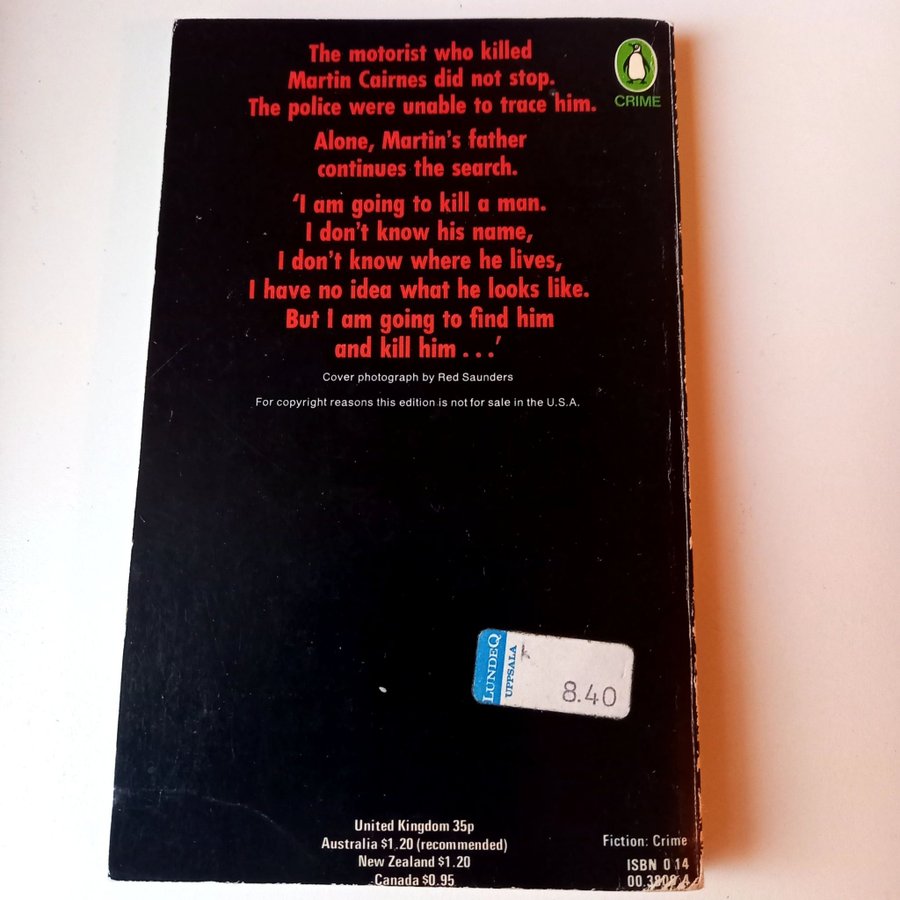 The motorist who killed
Martin Cairnes did not stop.
The police were unable to trace him.
Alone, Martin's father
continues the search.
'I am going to kill a man.
I don't know his name,
I don't know where he lives,
I have no idea what he looks like.
But I am going to find him
and kill him . . .'
Cover photograph by Red Saunders
For copyright reasons this edition is not for sale in the U.S.A.
CRIME
LUNDEQ
UPPSALA
8.40
United Kingdom 35p
Australia $1.20 (recommended)
New Zealand $1.20
Canada $0.95
Fiction: Crime
ISBN 0 14
00.3808 4